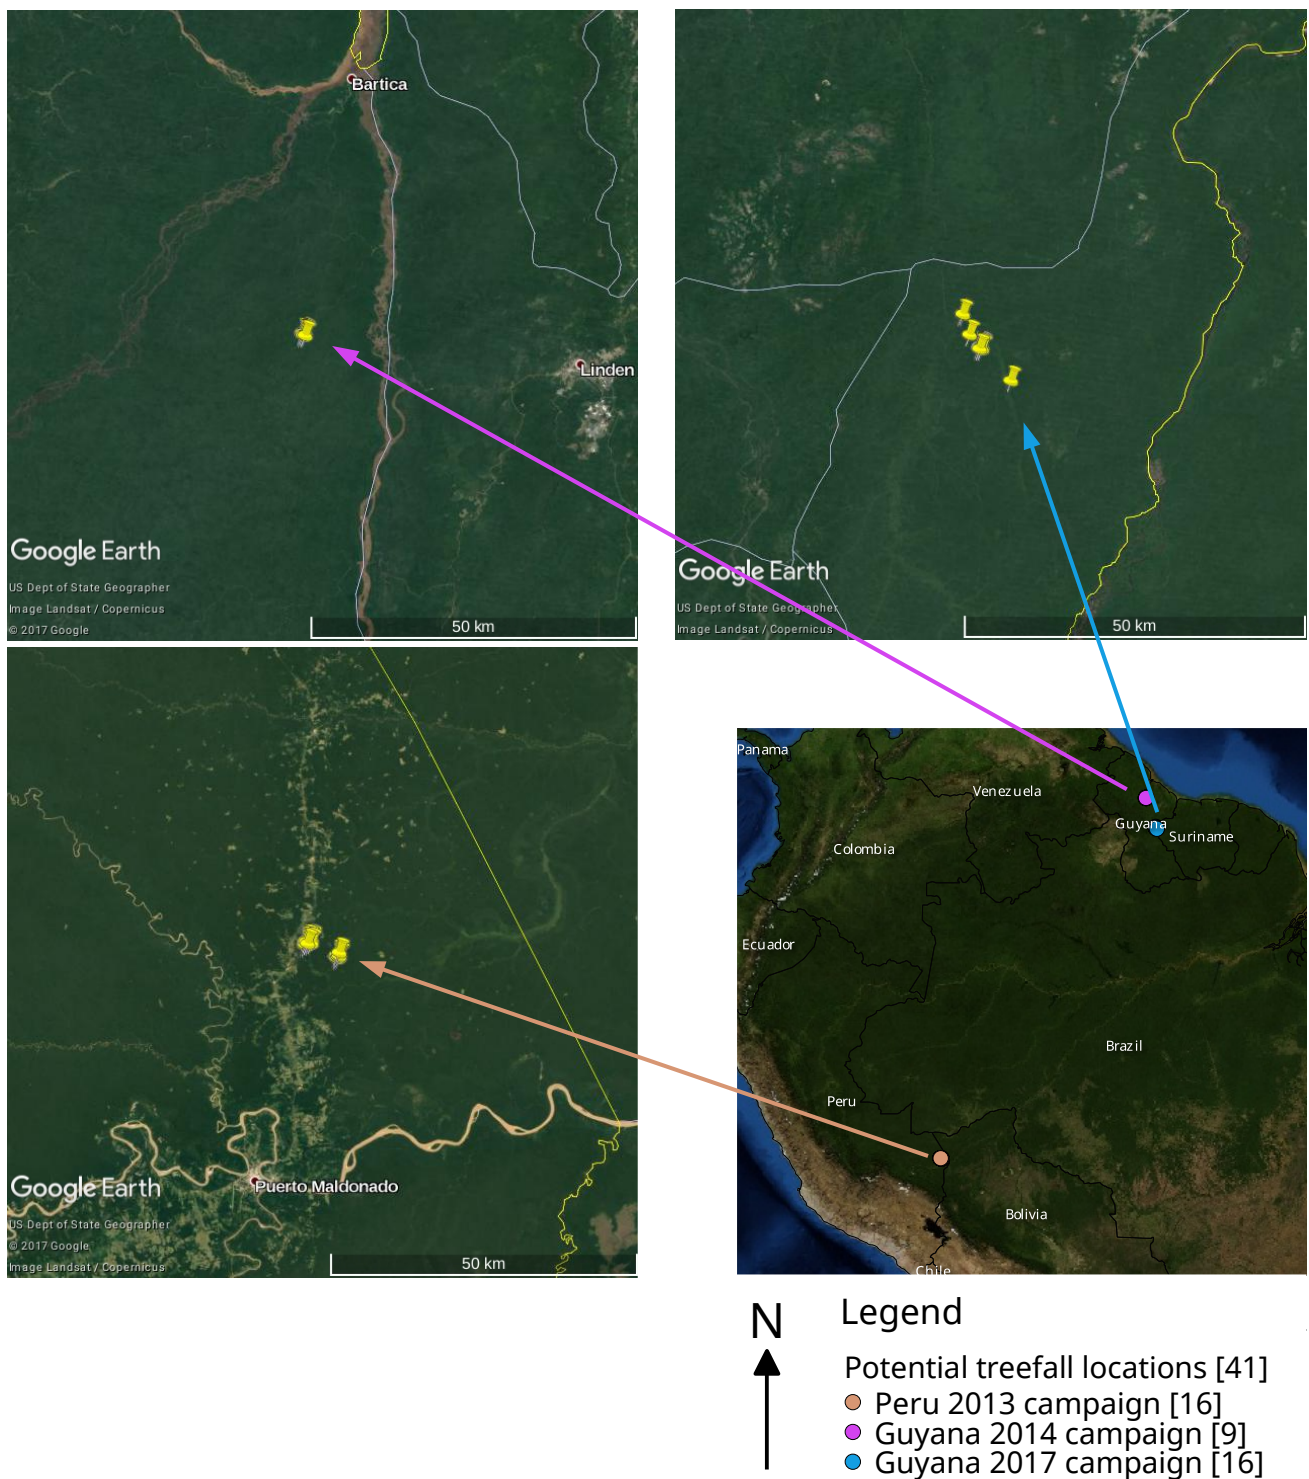 Bartica
Linden
Google Earth
US Dept of State Geographer
Image Landsat / Copernicus
© 2017 Google
50 km
Google Earth
US Dept of State Geographer
Image Landsat / Copernicus
50 km
Puerto Maldonado
Google Earth
US Dept of State Geographer
© 2017 Google
Image Landsat / Copernicus
50 km
Panama
Venezuela
Guyana
Suriname
Colombia
Ecuador
Brazil
Peru
Bolivia
Chile
N
Legend
Potential treefall locations [41]
Peru 2013 campaign [16]
Guyana 2014 campaign [9]
Guyana 2017 campaign [16]